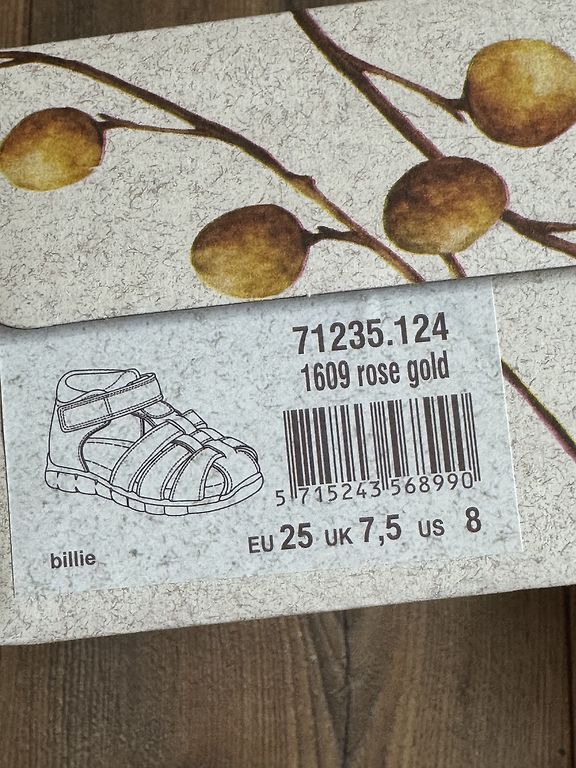 71235.124
1609 rose gold
5 715243 568990
EU 25 UK 7,5 US 8
billie